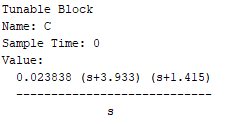 Tunable Block
Name: C
Sample Time: 0
Value:
0.023838 (s+3.933) (s+1.415)
----------------------------
s